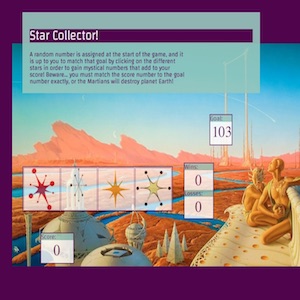 Star Collector!
A random number is assigned at the start of the game, and it
is up to you to match that goal by clicking on the different
stars in order to gain mystical numbers that add to your
score! Beware... you must match the score number to the goal
number exactly, or the Martians will destroy planet Earth!
Goal:
103
Wins:
0
Losses:
0
Score:
0